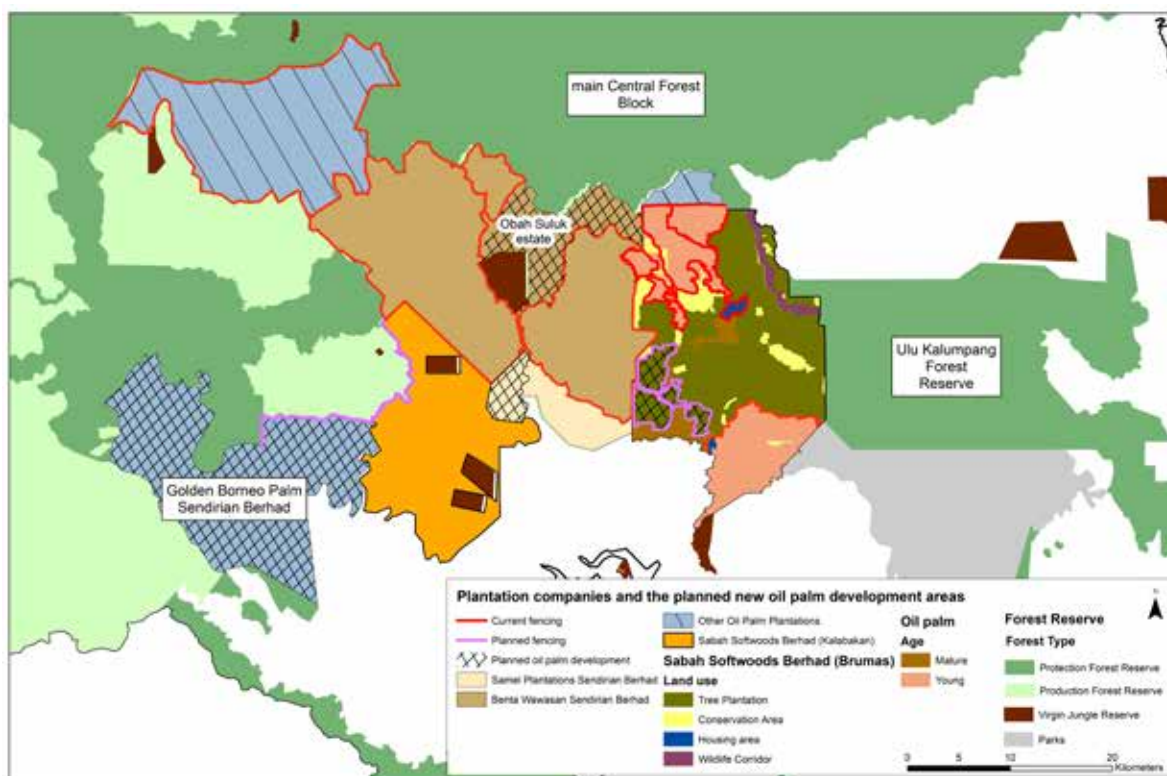 main Central Forest
Block
Obah Suluk
estate
Ulu Kalumpang
Forest
Reserve
Golden Borneo Palm
Sendirian Berhad
Plantation companies and the planned new oil palm development areas
Current fencing
Planned fencing
Planned oil palm development
Samel Plantations Sendirian Berhad
Benta Wawasan Sendirian Berhad
Other Oil Palm Plantations
Sabah Softwoods Berhad (Kalabakan)
Sabah Softwoods Berhad (Brumas)
Land use
Tree Plantation
Conservation Area
Housing area
Wildlife Corridor
Oil palm
Age
Mature
Young
Forest Reserve
Forest Type
Protection Forest Reserve
Production Forest Reserve
Virgin Jungle Reserve
Parks
N
0 5 10 20
Kilometers